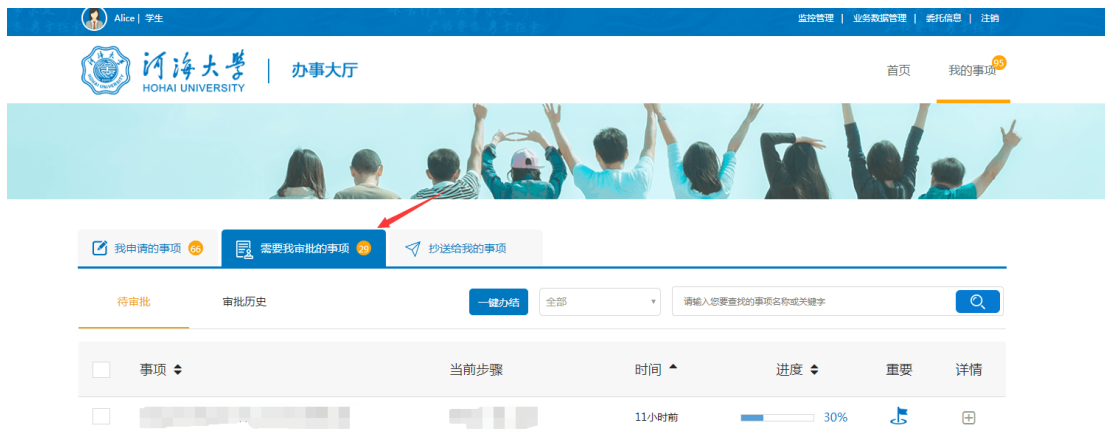 Alice | 学生
监控管理 | 业务数据管理 | 委托信息 | 注销
河海大学 | 办事大厅
HOHAI UNIVERSITY
首页 我的事项 95
我申请的事项 66 需要我审批的事项 29 抄送给我的事项
待审批 审批历史 一键办结 全部 请输入您要查找的事项名称或关键字
事项 当前步骤 时间 进度 重要 详情
11小时前 30%